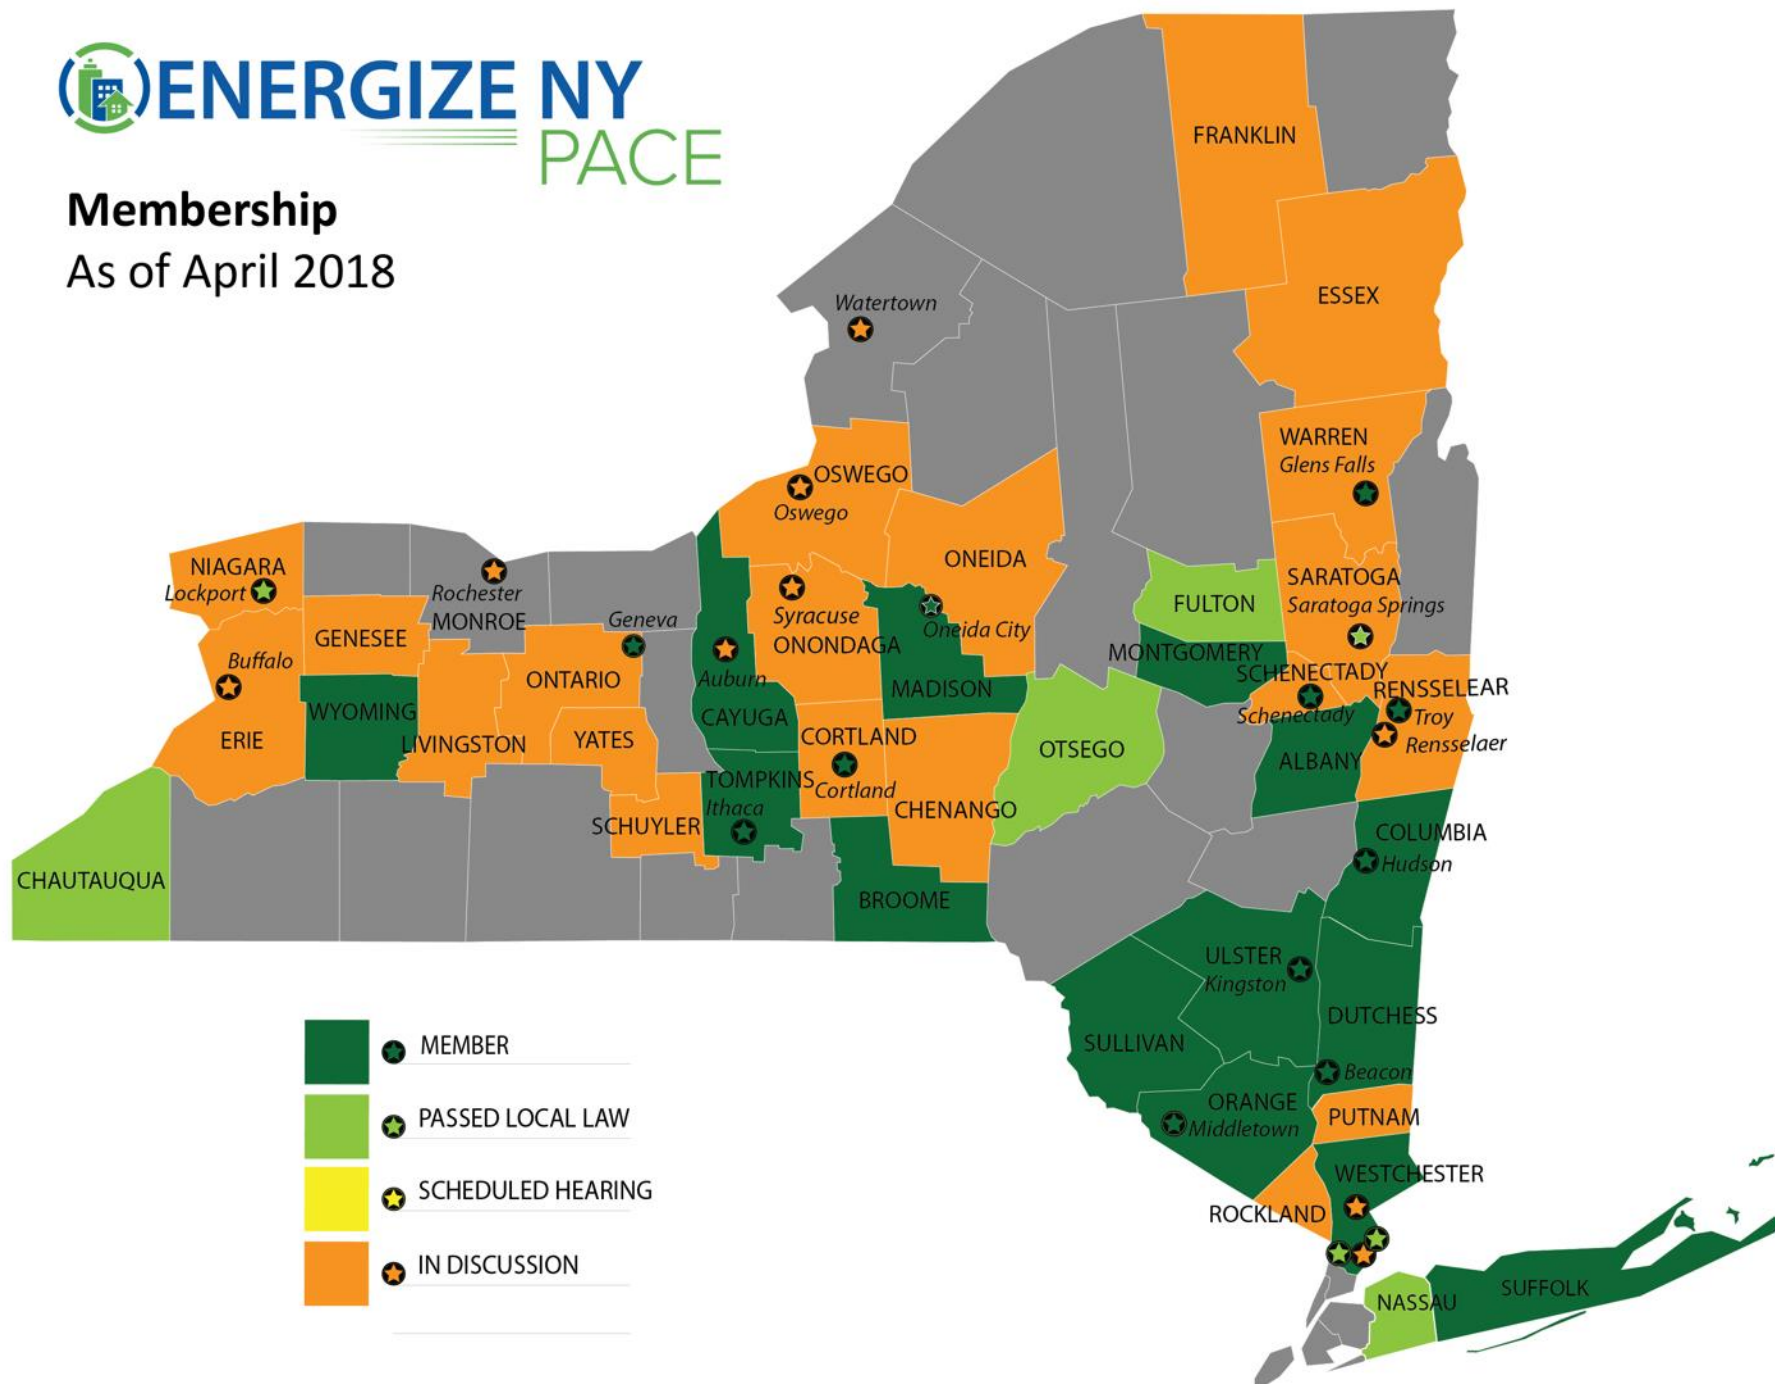 ENERGIZE NY
PACE
Membership
As of April 2018
FRANKLIN
ESSEX
Watertown
WARREN
Glens Falls
OSWEGO
Oswego
ONEIDA
NIAGARA
Lockport
Rochester
MONROE
Geneva
Syracuse
ONONDAGA
Oneida City
FULTON
SARATOGA
Saratoga Springs
GENESEE
Buffalo
ERIE
WYOMING
LIVINGSTON
ONTARIO
YATES
Auburn
CAYUGA
MADISON
MONTGOMERY
SCHENECTADY
Schenectady
RENSSELEAR
Troy
Rensselaer
ALBANY
OTSEGO
CORTLAND
Cortland
TOMPKINS
Ithaca
CHENANGO
SCHUYLER
CHAUTAUQUA
BROOME
COLUMBIA
Hudson
ULSTER
Kingston
DUTCHESS
SULLIVAN
Beacon
ORANGE
Middletown
PUTNAM
WESTCHESTER
ROCKLAND
NASSAU
SUFFOLK
MEMBER
PASSED LOCAL LAW
SCHEDULED HEARING
IN DISCUSSION